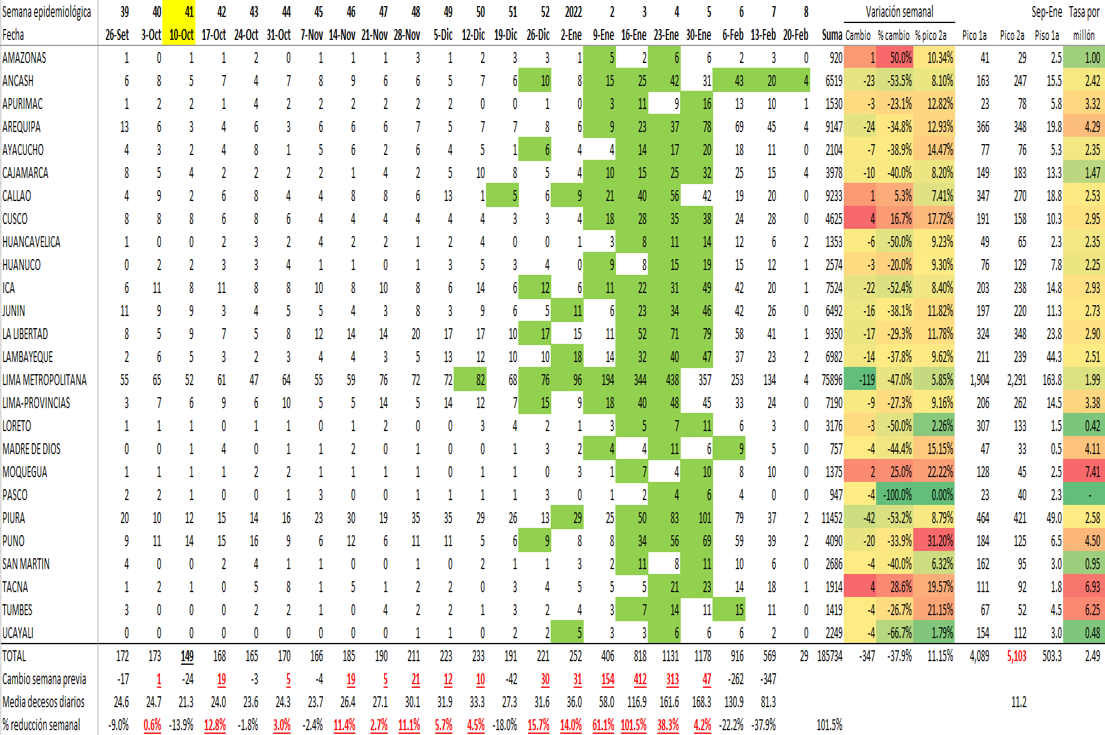 Semana epidemiológica 39 40 41 42 43 44 45 46 47 48 49 50 51 52 2022 2 3 4 5 6 7 8 Variación semanal Sep-Ene Tasa por
Fecha 26-Set 3-Oct 10-Oct 17-Oct 24-Oct 31-Oct 7-Nov 14-Nov 21-Nov 28-Nov 5-Dic 12-Dic 19-Dic 26-Dic 2-Ene 9-Ene 16-Ene 23-Ene 30-Ene 6-Feb 13-Feb 20-Feb Suma Cambio % cambio % pico 2a Pico 1a Pico 2a Piso 1a millón
AMAZONAS 1 0 1 1 2 0 1 1 1 3 1 2 3 3 1 5 2 6 6 2 3 0 920 1 50.0% 10.34% 41 29 2.5 1.00
ANCASH 6 8 5 7 4 7 8 9 6 6 5 7 6 10 8 15 25 42 31 43 20 4 6519 -23 -53.5% 8.10% 163 247 15.5 2.42
APURIMAC 1 2 2 1 4 2 2 2 2 2 0 0 1 0 2 3 11 9 16 13 10 1 1530 -3 -23.1% 12.82% 23 78 5.8 3.32
AREQUIPA 13 6 3 4 6 3 6 6 6 7 5 7 7 8 6 9 23 37 78 69 45 4 9147 -24 -34.8% 12.93% 366 348 19.8 4.29
AYACUCHO 4 3 2 4 8 1 5 6 2 6 4 5 1 6 4 4 14 17 20 18 11 0 2104 -7 -38.9% 14.47% 77 76 5.3 2.35
CAJAMARCA 8 5 4 2 2 2 2 1 4 2 5 10 8 5 4 10 15 25 32 25 15 4 3978 -10 -40.0% 8.20% 149 183 13.3 1.47
CALLAO 4 9 2 6 8 4 4 8 8 6 13 1 5 6 9 21 40 56 42 19 20 0 9233 1 5.3% 7.41% 347 270 18.8 2.53
CUSCO 8 8 8 6 8 6 4 4 4 4 4 4 3 3 4 18 28 35 38 24 28 0 4625 4 16.7% 17.72% 191 158 10.3 2.95
HUANCAVELICA 1 0 0 2 3 2 4 2 2 1 2 4 0 0 1 3 8 11 14 12 6 2 1353 -6 -50.0% 9.23% 49 65 2.3 2.35
HUANUCO 0 2 2 3 3 4 1 1 0 1 3 5 3 4 0 9 8 15 19 15 12 1 2574 -3 -20.0% 9.30% 76 129 7.8 2.25
ICA 6 11 8 11 8 8 10 8 10 8 6 14 6 12 6 11 22 31 49 42 20 1 7524 -22 -52.4% 8.40% 203 238 14.8 2.93
JUNIN 11 9 9 3 4 4 5 5 4 3 8 3 9 6 5 11 6 23 34 46 42 26 0 6492 -16 -38.1% 11.82% 197 220 11.3 2.73
LA LIBERTAD 8 5 9 7 5 8 12 14 14 20 17 17 10 17 15 11 52 71 79 58 41 1 9350 -17 -29.3% 11.78% 324 348 23.8 2.90
LAMBAYEQUE 2 6 5 3 2 3 4 4 3 5 13 12 10 10 18 14 32 40 47 37 23 2 6982 -14 -37.8% 9.62% 211 239 44.3 2.51
LIMA METROPOLITANA 55 65 52 61 47 64 55 59 76 72 72 82 68 76 96 194 344 438 357 253 134 4 75896 -119 -47.0% 5.85% 1,904 2,291 163.8 1.99
LIMA-PROVINCIAS 3 7 6 9 6 10 5 5 14 5 14 12 7 15 9 18 40 48 45 33 24 0 7190 -9 -27.3% 9.16% 206 262 14.5 3.38
LORETO 1 1 1 0 1 1 0 1 2 0 0 3 4 2 1 3 5 7 11 6 3 0 3176 -3 -50.0% 2.26% 307 133 1.5 0.42
MADRE DE DIOS 0 0 1 4 0 1 1 2 0 1 0 0 1 3 2 4 4 11 6 9 5 0 757 -4 -44.4% 15.15% 47 33 0.5 4.11
MOQUEGUA 1 1 1 1 2 2 1 1 1 1 0 1 1 0 3 1 7 4 10 8 10 0 1375 2 25.0% 22.22% 128 45 2.5 7.41
PASCO 2 2 1 0 0 1 3 0 0 1 1 1 1 3 0 1 2 4 6 4 0 0 947 -4 -100.0% 0.00% 23 40 2.3 -
PIURA 20 10 12 15 14 16 23 30 19 35 35 29 26 13 29 25 50 83 101 79 37 2 11452 -42 -53.2% 8.79% 464 421 49.0 2.58
PUNO 9 11 14 15 16 9 6 12 6 11 11 5 6 9 8 8 34 56 69 59 39 2 4090 -20 -33.9% 31.20% 184 125 6.5 4.50
SAN MARTIN 4 0 0 2 4 1 1 0 0 1 0 2 1 1 3 2 11 8 11 10 6 0 2686 -4 -40.0% 6.32% 162 95 3.0 0.95
TACNA 1 2 1 0 5 8 1 5 1 2 2 0 3 4 5 5 5 21 23 14 18 1 1914 4 28.6% 19.57% 111 92 1.8 6.93
TUMBES 3 0 0 0 2 2 1 0 4 2 1 3 2 4 3 3 7 14 11 15 11 0 1419 -4 -26.7% 21.15% 67 52 4.5 6.25
UCAYALI 0 0 0 0 0 0 0 0 0 1 1 0 2 2 5 3 3 6 6 6 2 0 2249 -4 -66.7% 1.79% 154 112 3.0 0.48
TOTAL 172 173 149 168 165 170 166 185 190 211 223 233 191 221 252 406 818 1131 1178 916 569 29 185734 -347 -37.9% 11.15% 4,089 5,103 503.3 2.49
Cambio semana previa -17 1 -24 19 -3 5 -4 19 5 21 12 10 -42 30 31 154 412 313 47 -262 -347
Media decesos diarios 24.6 24.7 21.3 24.0 23.6 24.3 23.7 26.4 27.1 30.1 31.9 33.3 27.3 31.6 36.0 58.0 116.9 161.6 168.3 130.9 81.3 11.2
% reducción semanal -9.0% 0.6% -13.9% 12.8% -1.8% 3.0% -2.4% 11.4% 2.7% 11.1% 5.7% 4.5% -18.0% 15.7% 14.0% 61.1% 101.5% 38.3% 4.2% -22.2% -37.9% 101.5%